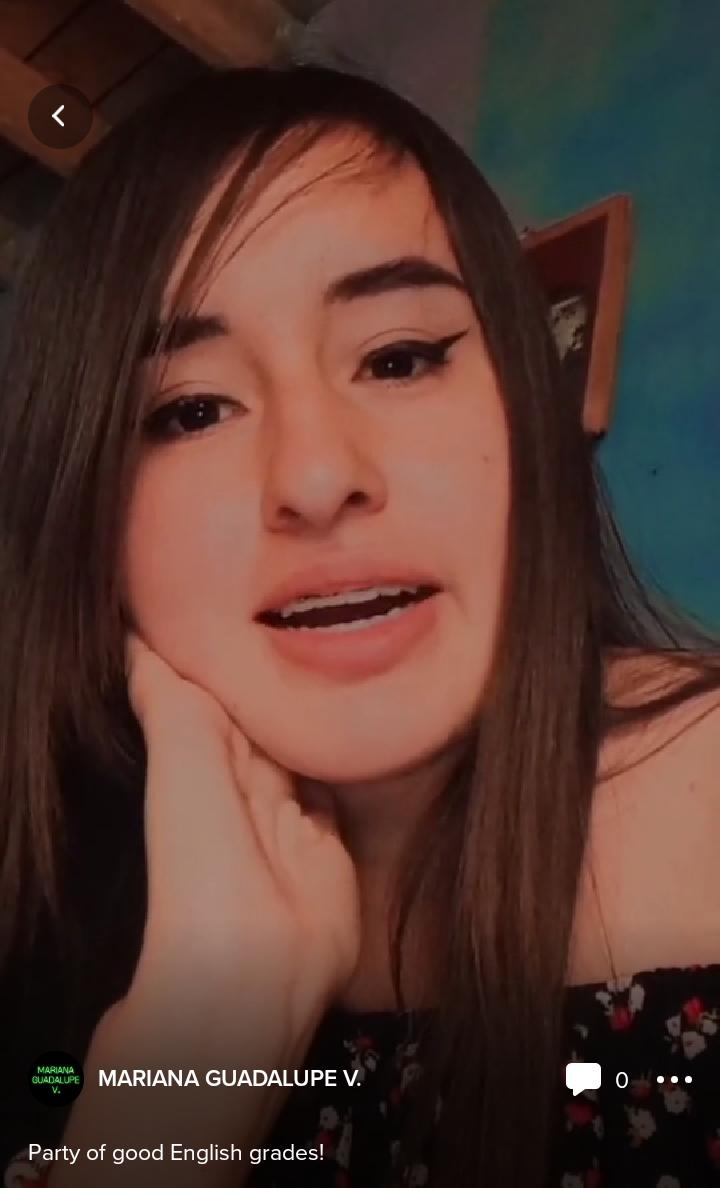 MARIANA
GUADALUPE
V.
MARIANA GUADALUPE V.
0
Party of good English grades!